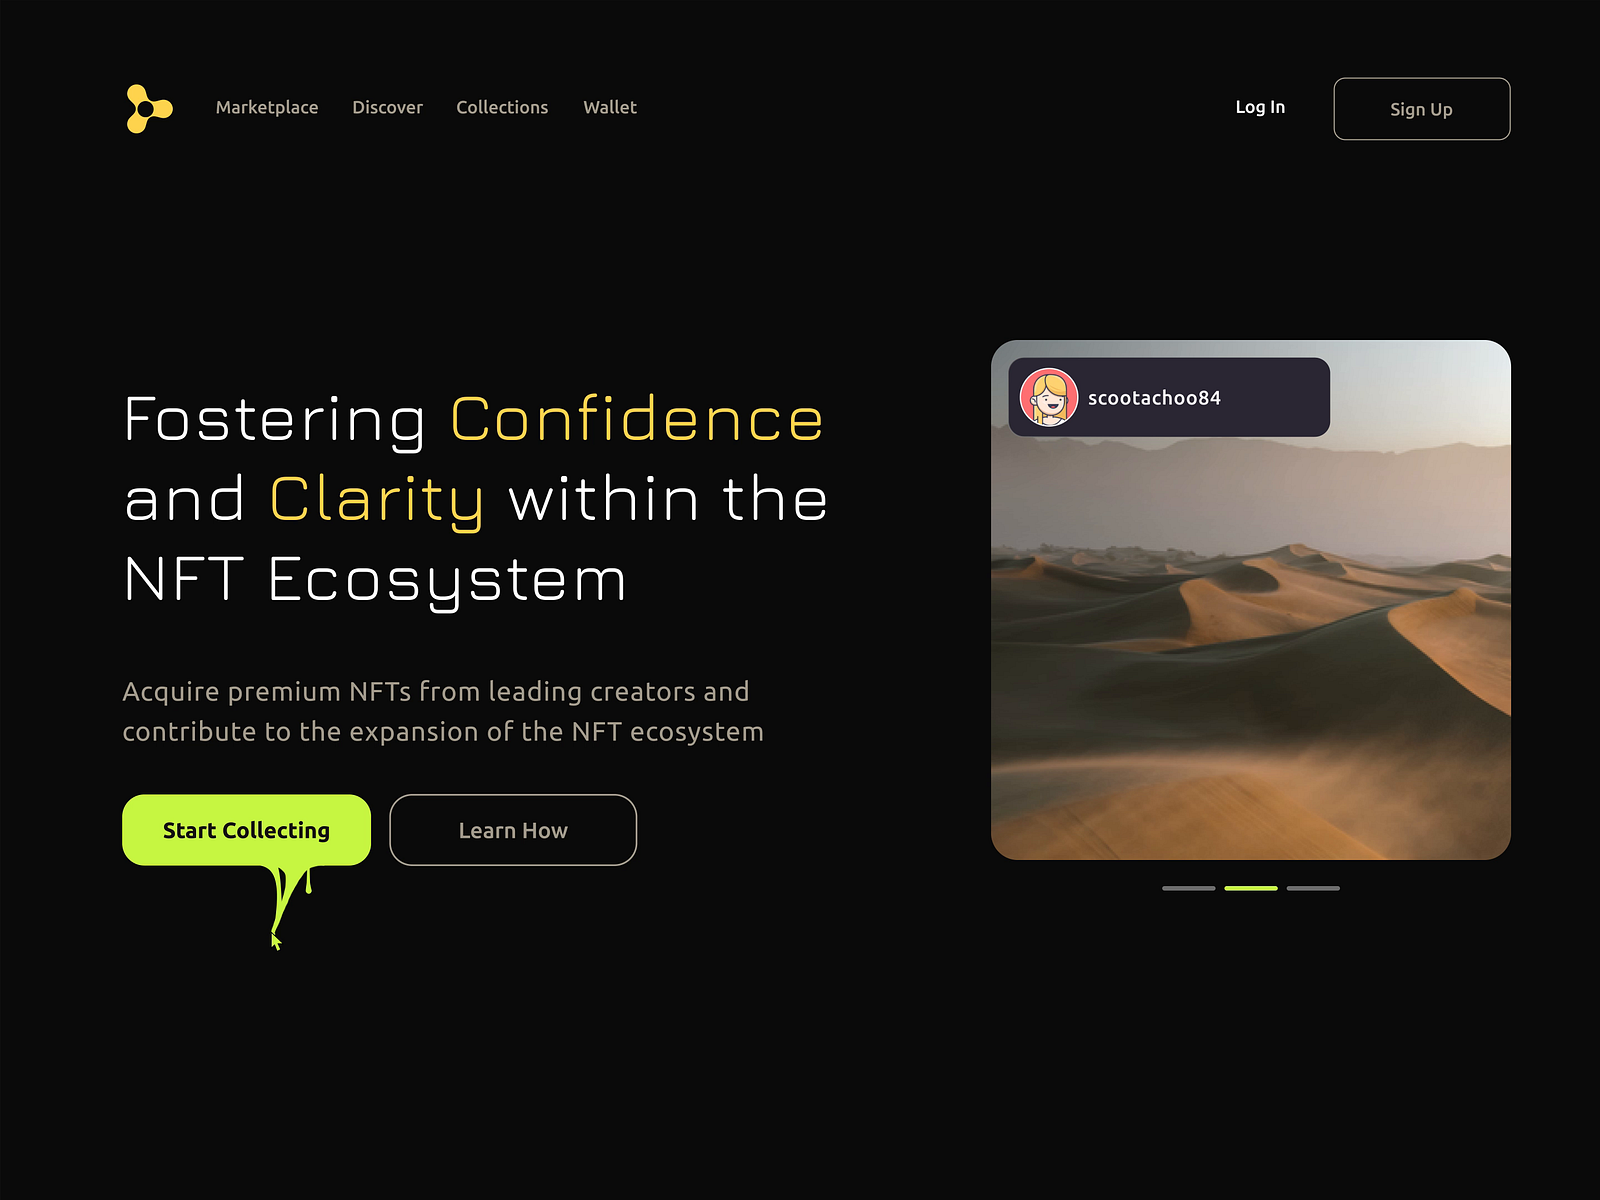 Marketplace
Discover
Collections
Wallet
Log In
Sign Up
Fostering Confidence
and Clarity within the
NFT Ecosystem
Acquire premium NFTs from leading creators and
contribute to the expansion of the NFT ecosystem
Start Collecting
Learn How
scootachoo84